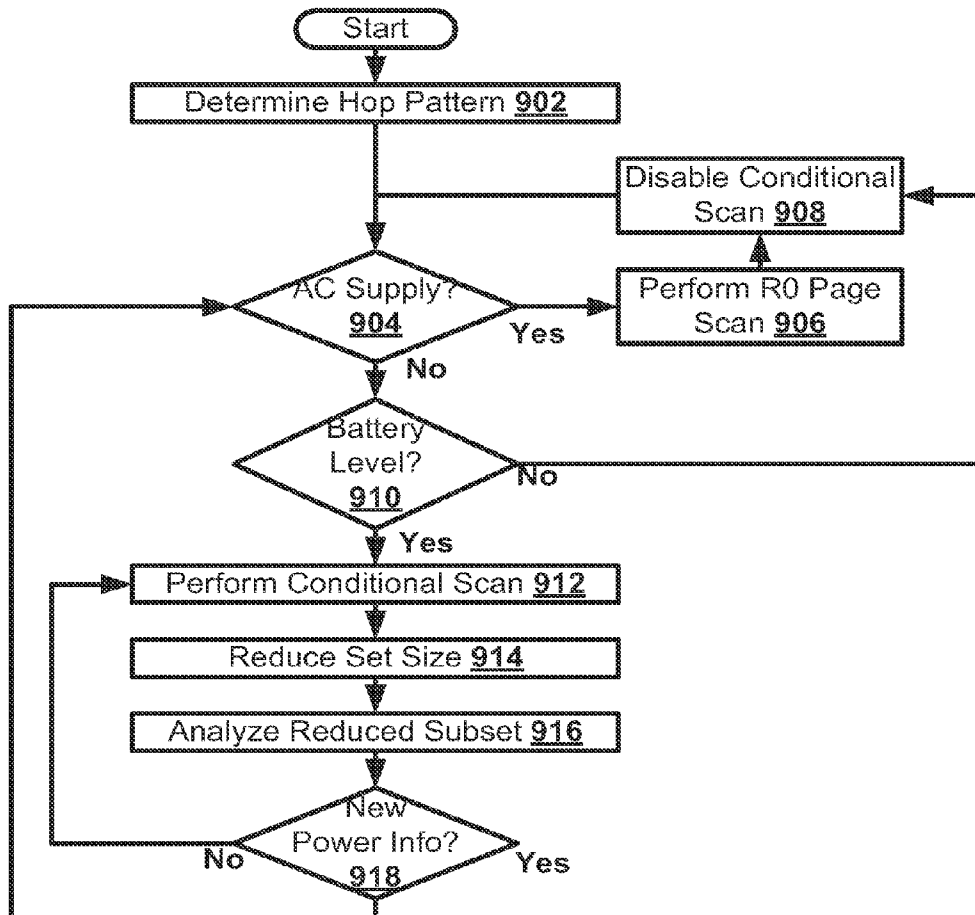 Start
Determine Hop Pattern 902
Disable Conditional
Scan 908
AC Supply?
904
Yes
Perform R0 Page
Scan 906
No
Battery
Level?
910
No
Yes
Perform Conditional Scan 912
Reduce Set Size 914
Analyze Reduced Subset 916
New
Power Info?
918
No
Yes